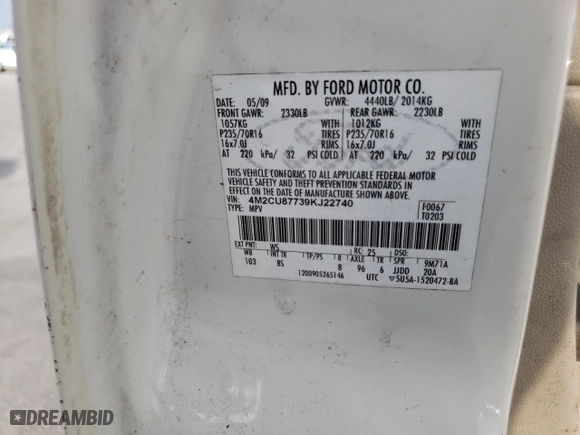 MFD. BY FORD MOTOR CO.
DATE: 05/09 GVWR: 4440LB/ 2014KG
FRONT GAWR: 2330LB REAR GAWR: 2230LB
1057KG WITH 1012KG WITH
P235/70R16 TIRES P235/70R16 TIRES
16x7.0J RIMS 16x7.0J RIMS
AT 220 kPa/ 32 PSI COLD AT 220 kPa/ 32 PSI COLD
THIS VEHICLE CONFORMS TO ALL APPLICABLE FEDERAL MOTOR
VEHICLE SAFETY AND THEFT PREVENTION STANDARDS IN
EFFECT ON THE DATE OF MANUFACTURE SHOWN ABOVE.
VIN: 4M2CU87739KJ22740 F0067
TYPE: MPV T0203
EXT PNT: WS RC: 25 DSO:
WB INT TR TP/PS R AXLE TR SPR 9M71A
103 BS 8 96 6 JJDD 20A
1200905265146 UTC 5U5A-1520472-BA
DREAMBID